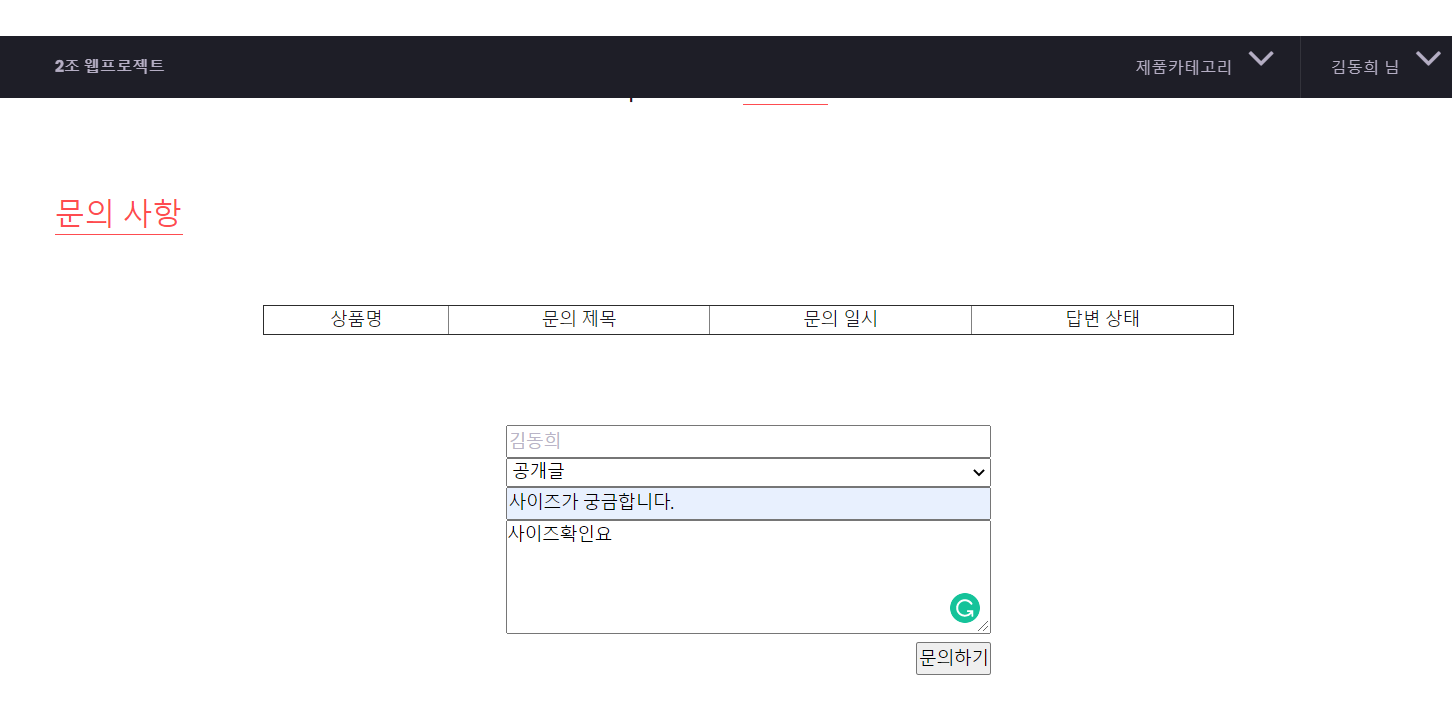 2조 웹프로젝트 제품카테고리 김동희 님
문의 사항
상품명 문의 제목 문의 일시 답변 상태
김동희
공개글
사이즈가 궁금합니다.
사이즈확인요
문의하기